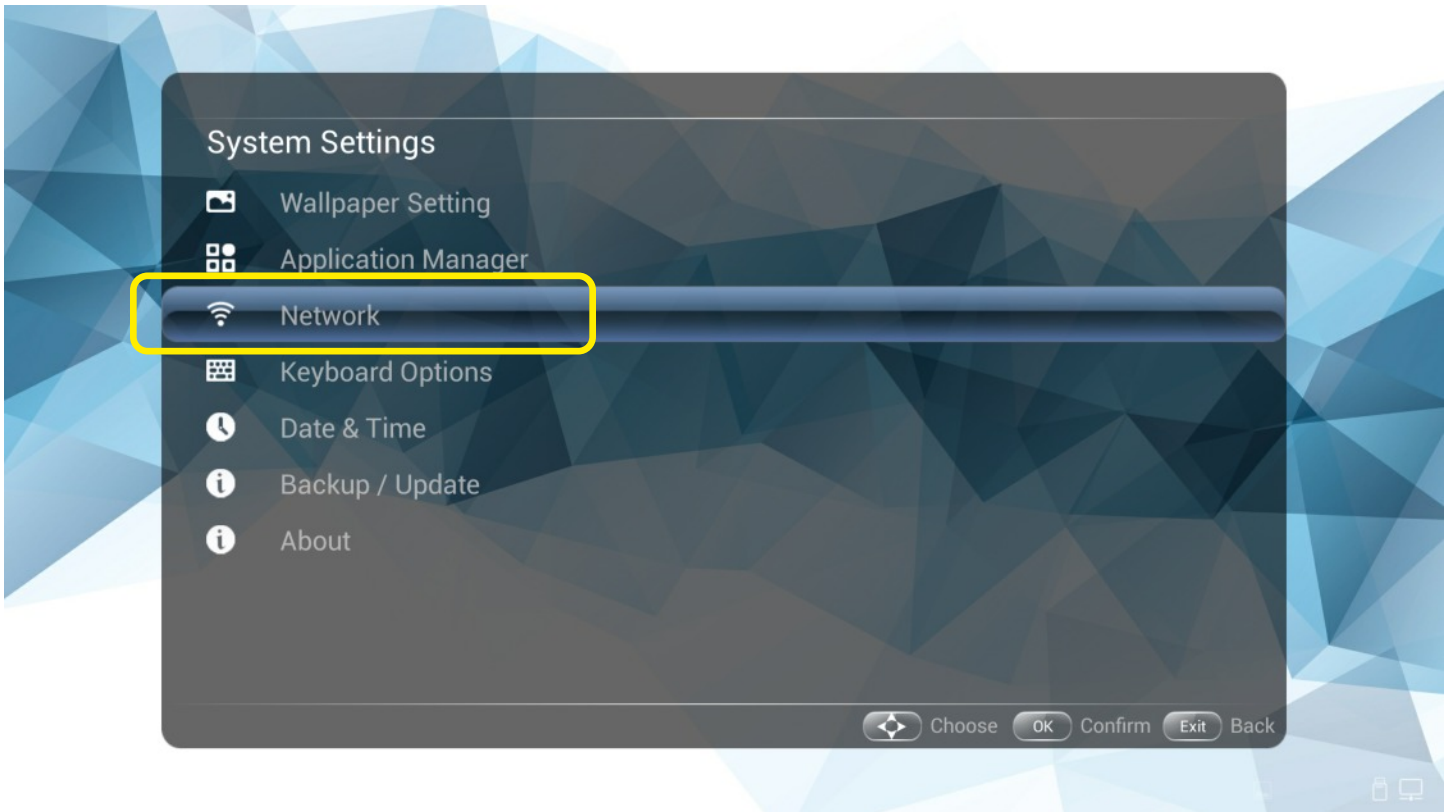 System Settings
Wallpaper Setting
Application Manager
Network
Keyboard Options
Date & Time
Backup / Update
About
Choose OK Confirm Exit Back